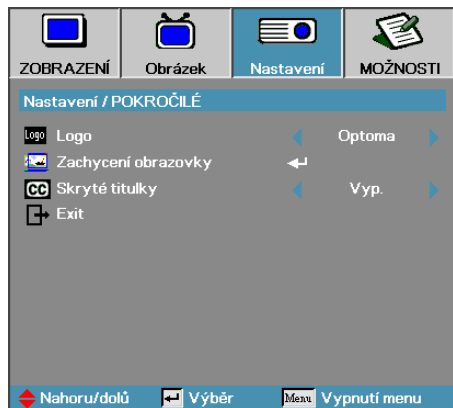 ZOBRAZENÍ Obrázek Nastavení MOŽNOSTI
Nastavení / POKROČILÉ
Logo Logo Optoma
Zachycení obrazovky
CC Skryté titulky Vyp.
Exit
Nahoru/dolů Výběr Menu Vypnutí menu